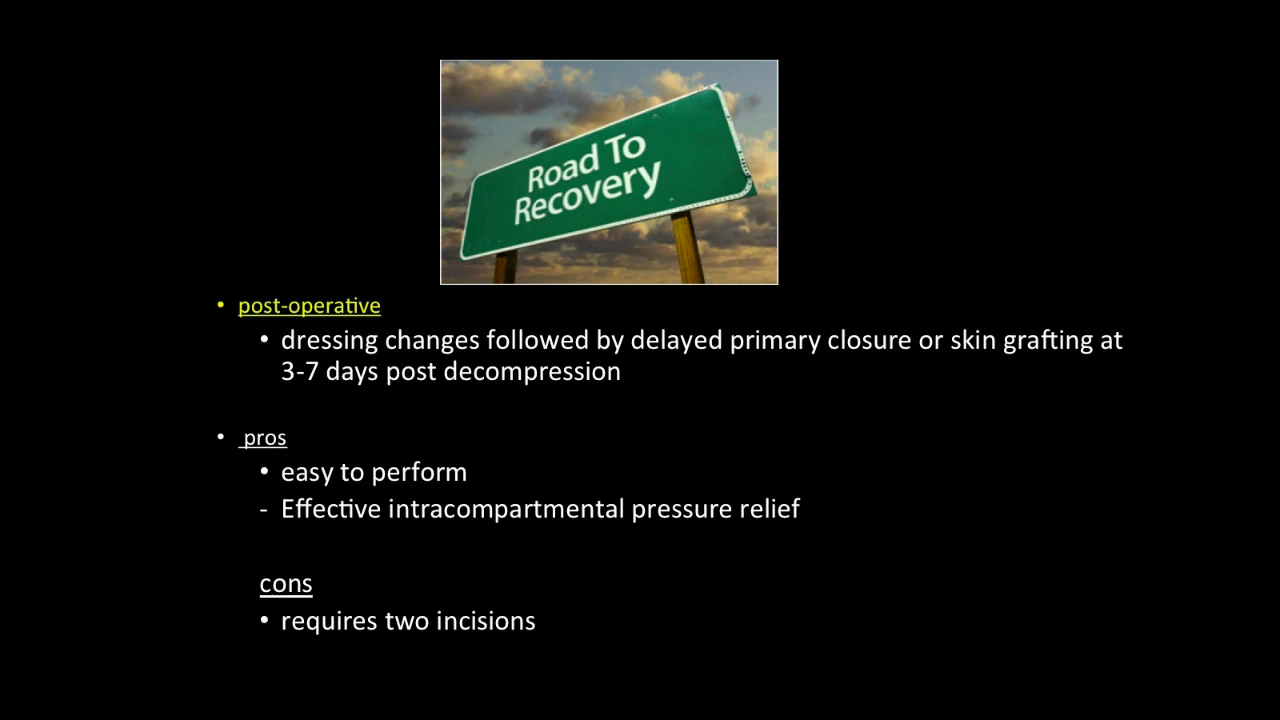 Road To
Recovery
• post-operative
• dressing changes followed by delayed primary closure or skin grafting at
3-7 days post decompression
• pros
• easy to perform
- Effective intracompartmental pressure relief
cons
• requires two incisions